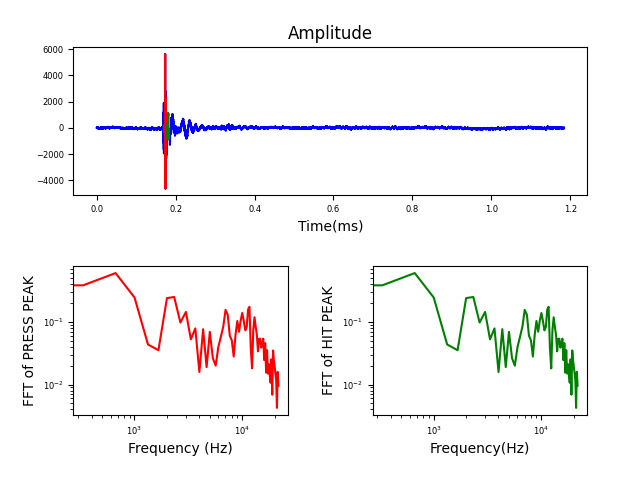 Amplitude
6000
4000
2000
0
−2000
−4000
0.0 0.2 0.4 0.6 0.8 1.0 1.2
Time(ms)
FFT of PRESS PEAK
10⁻¹
10⁻²
10³ 10⁴
Frequency (Hz)
FFT of HIT PEAK
10⁻¹
10⁻²
10³ 10⁴
Frequency(Hz)